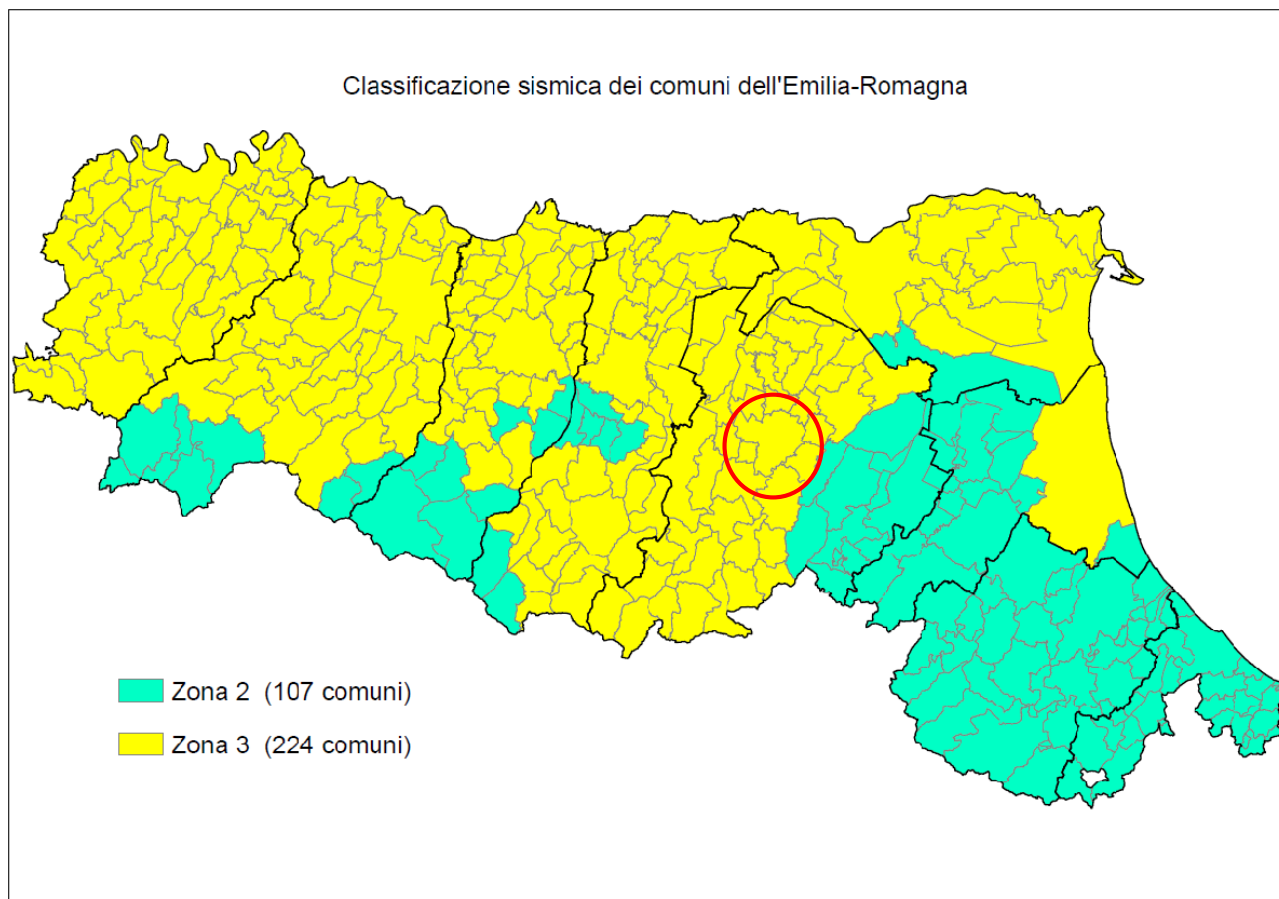 Classificazione sismica dei comuni dell'Emilia-Romagna
Zona 2 (107 comuni)
Zona 3 (224 comuni)